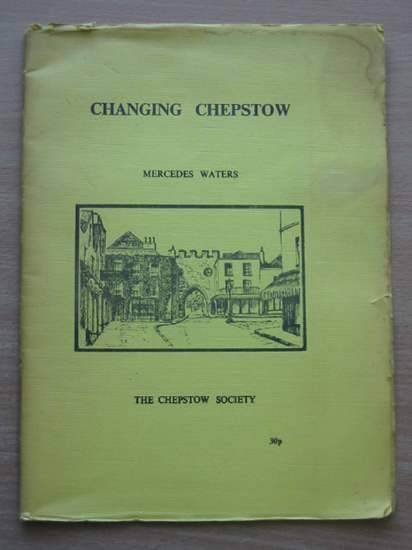 CHANGING CHEPSTOW
MERCEDES WATERS
THE CHEPSTOW SOCIETY
30p